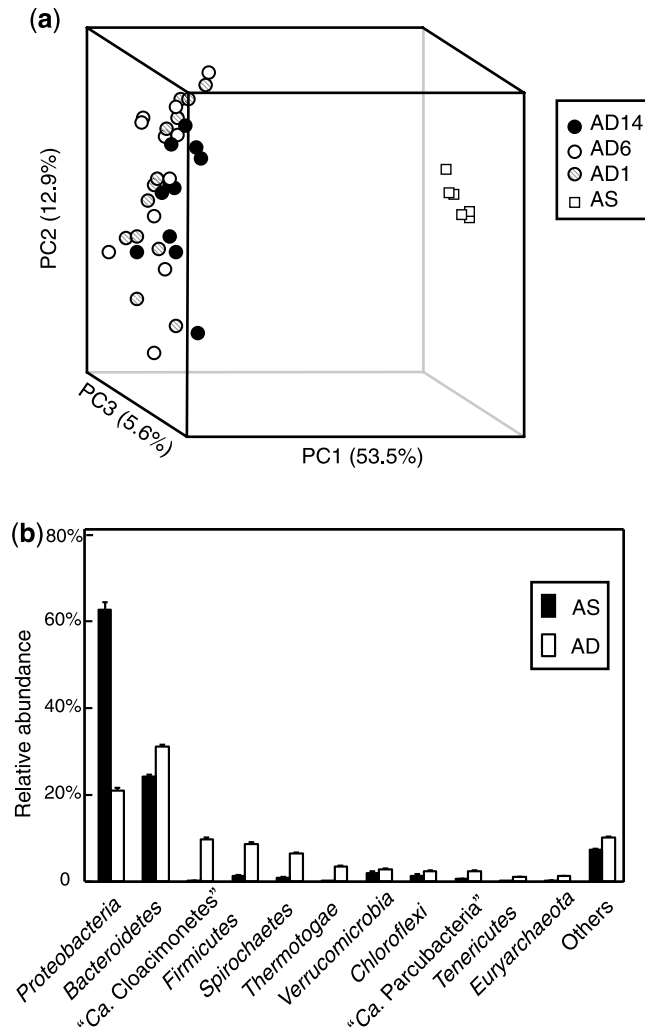 (a)
PC2 (12.9%)
PC3 (5.6%)
PC1 (53.5%)
AD14
AD6
AD1
AS
(b)
80%
60%
40%
20%
0
Relative abundance
AS
AD
Proteobacteria
Bacteroidetes
“Ca. Cloacimonetes”
Firmicutes
Spirochaetes
Thermotogae
Verrucomicrobia
Chloroflexi
“Ca. Parcubacteria”
Tenericutes
Euryarchaeota
Others